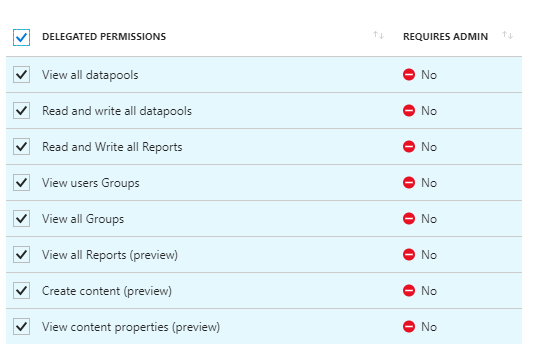 DELEGATED PERMISSIONS REQUIRES ADMIN
View all datapools No
Read and write all datapools No
Read and Write all Reports No
View users Groups No
View all Groups No
View all Reports (preview) No
Create content (preview) No
View content properties (preview) No